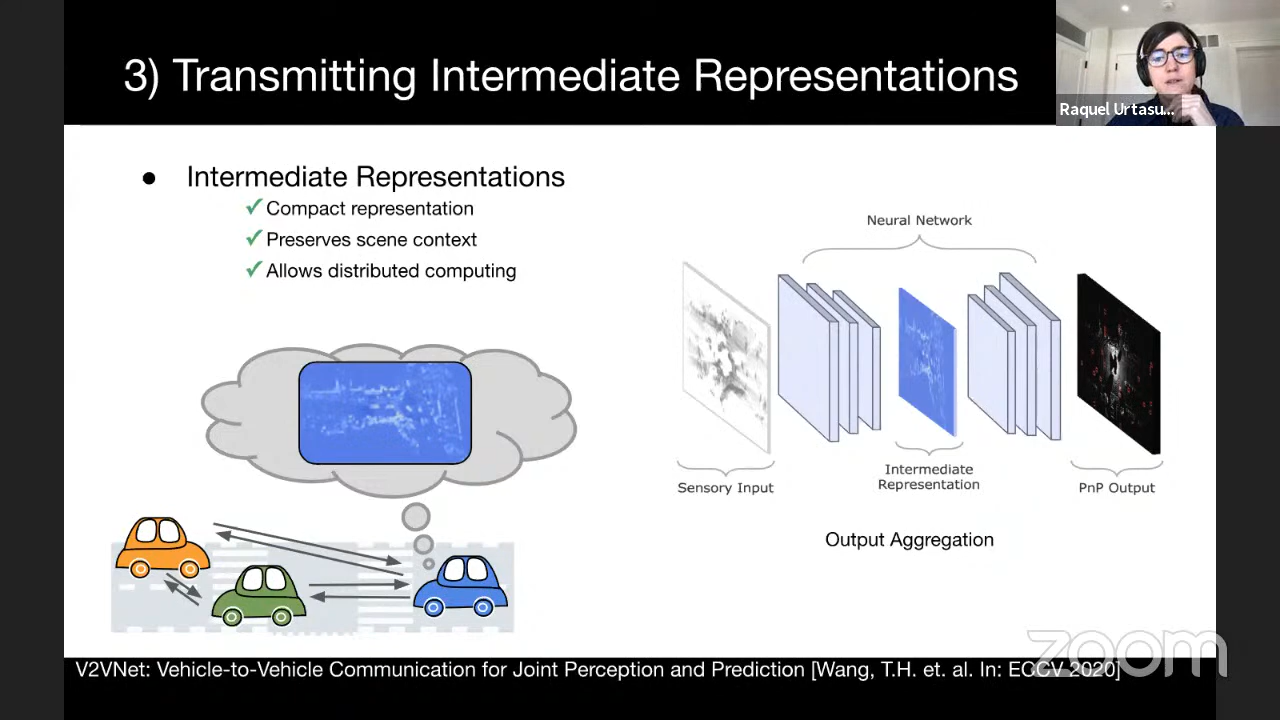 3) Transmitting Intermediate Representations
Raquel Urtasu...
● Intermediate Representations
✓ Compact representation
✓ Preserves scene context
✓ Allows distributed computing
Neural Network
Sensory Input
Intermediate
Representation
PnP Output
Output Aggregation
zoom
V2VNet: Vehicle-to-Vehicle Communication for Joint Perception and Prediction [Wang, T.H. et. al. In: ECCV 2020]